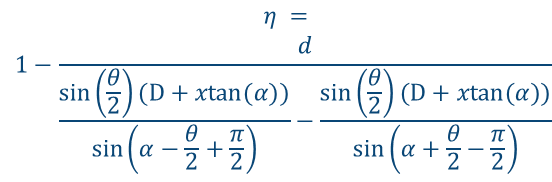 η =
1 − d / ( sin(θ/2) (D + xtan(α)) / sin(α − θ/2 + π/2) − sin(θ/2) (D + xtan(α)) / sin(α + θ/2 − π/2) )